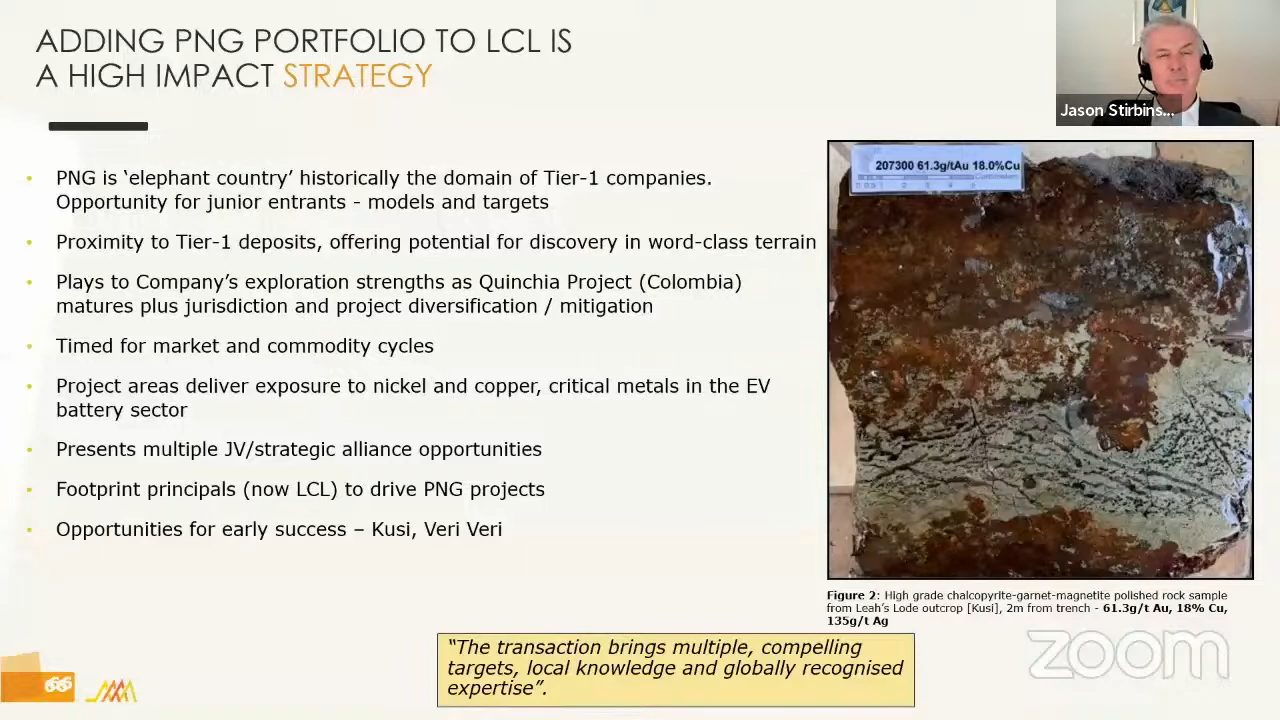 ADDING PNG PORTFOLIO TO LCL IS
A HIGH IMPACT STRATEGY
Jason Stirbins...
• PNG is ‘elephant country’ historically the domain of Tier-1 companies.
Opportunity for junior entrants - models and targets
• Proximity to Tier-1 deposits, offering potential for discovery in word-class terrain
• Plays to Company’s exploration strengths as Quinchia Project (Colombia)
matures plus jurisdiction and project diversification / mitigation
• Timed for market and commodity cycles
• Project areas deliver exposure to nickel and copper, critical metals in the EV
battery sector
• Presents multiple JV/strategic alliance opportunities
• Footprint principals (now LCL) to drive PNG projects
• Opportunities for early success – Kusi, Veri Veri
207300 61.3g/tAu 18.0%Cu
Centimeters
Figure 2: High grade chalcopyrite-garnet-magnetite polished rock sample
from Leah’s Lode outcrop [Kusi], 2m from trench - 61.3g/t Au, 18% Cu,
135g/t Ag
“The transaction brings multiple, compelling
targets, local knowledge and globally recognised
expertise”.
zoom